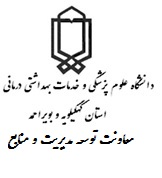 دانشگاه علوم پزشکی و خدمات بهداشتی درمانی
استان کهگیلویه و بویراحمد
معاونت توسعه مدیریت و منابع